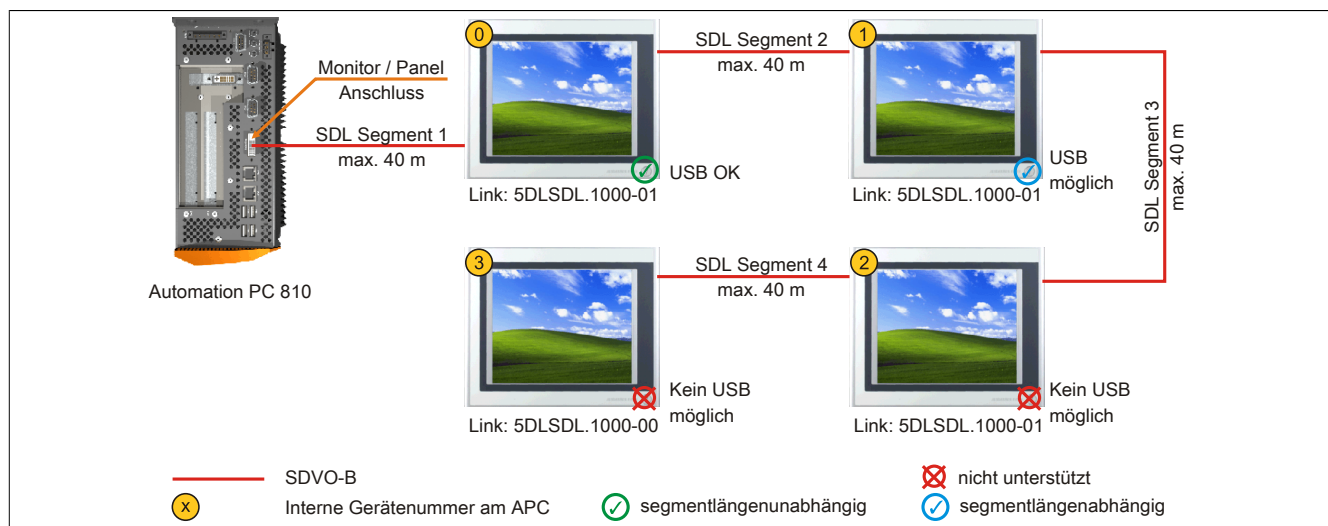 Monitor / Panel
Anschluss
SDL Segment 1
max. 40 m
Automation PC 810
0
USB OK
Link: 5DLSDL.1000-01
SDL Segment 2
max. 40 m
1
USB
möglich
Link: 5DLSDL.1000-01
SDL Segment 3
max. 40 m
3
Kein USB
möglich
Link: 5DLSDL.1000-00
SDL Segment 4
max. 40 m
2
Kein USB
möglich
Link: 5DLSDL.1000-01
SDVO-B
nicht unterstützt
x
Interne Gerätenummer am APC
segmentlängenunabhängig
segmentlängenabhängig